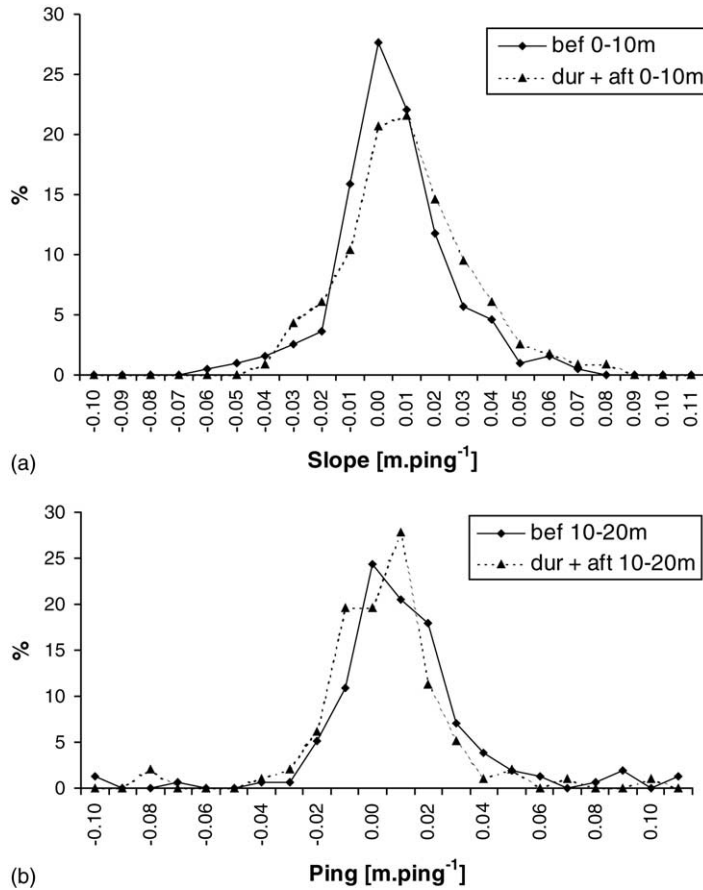 30
25
20
15
10
5
0
%
bef 0-10m
dur + aft 0-10m
-0.10 -0.09 -0.08 -0.07 -0.06 -0.05 -0.04 -0.03 -0.02 -0.01 0.00 0.01 0.02 0.03 0.04 0.05 0.06 0.07 0.08 0.09 0.10 0.11
(a)
Slope [m.ping-1]
30
25
20
15
10
5
0
%
bef 10-20m
dur + aft 10-20m
-0.10 -0.08 -0.06 -0.04 -0.02 0.00 0.02 0.04 0.06 0.08 0.10
(b)
Ping [m.ping-1]